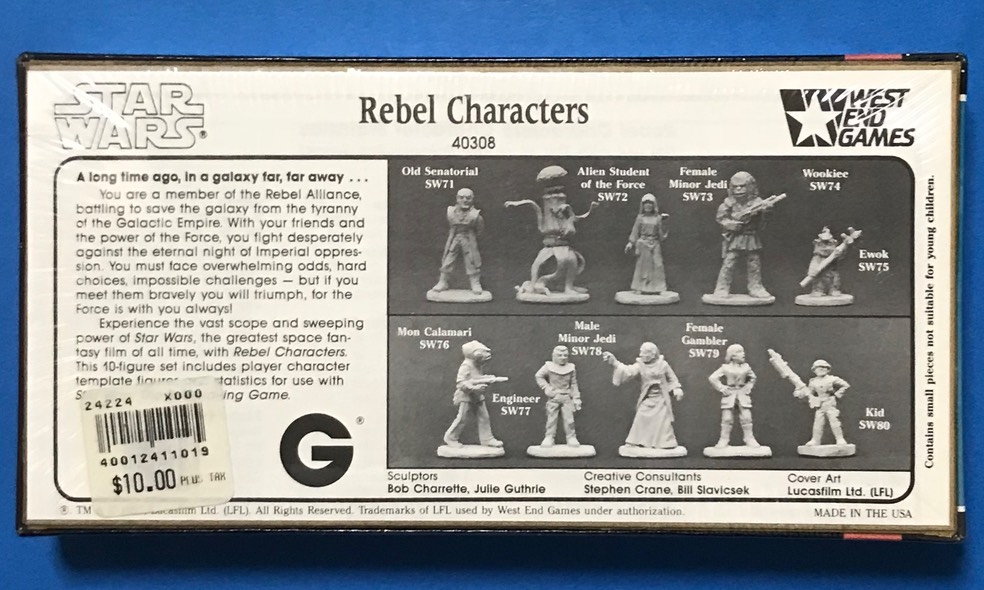 STAR
WARS®
Rebel Characters
40308
WEST
END
GAMES
A long time ago, in a galaxy far, far away . . .
You are a member of the Rebel Alliance,
battling to save the galaxy from the tyranny
of the Galactic Empire. With your friends and
the power of the Force, you fight desperately
against the eternal night of Imperial oppres-
sion. You must face overwhelming odds, hard
choices, impossible challenges — but if you
meet them bravely you will triumph, for the
Force is with you always!
Experience the vast scope and sweeping
power of Star Wars, the greatest space fan-
tasy film of all time, with Rebel Characters.
This 10-figure set includes player character
template for use with
Game.
24224 X000
40012411019
$10.00 PLUS TAX
G®
Old Senatorial
SW71
Alien Student
of the Force
SW72
Female
Minor Jedi
SW73
Wookiee
SW74
Ewok
SW75
Mon Calamari
SW76
Engineer
SW77
Male
Minor Jedi
SW78
Female
Gambler
SW79
Kid
SW80
Sculptors
Bob Charrette, Julie Guthrie
Creative Consultants
Stephen Crane, Bill Slavicsek
Cover Art
Lucasfilm Ltd. (LFL)
® TM Ltd. (LFL). All Rights Reserved. Trademarks of LFL used by West End Games under authorization.
MADE IN THE USA
Contains small pieces not suitable for young children.